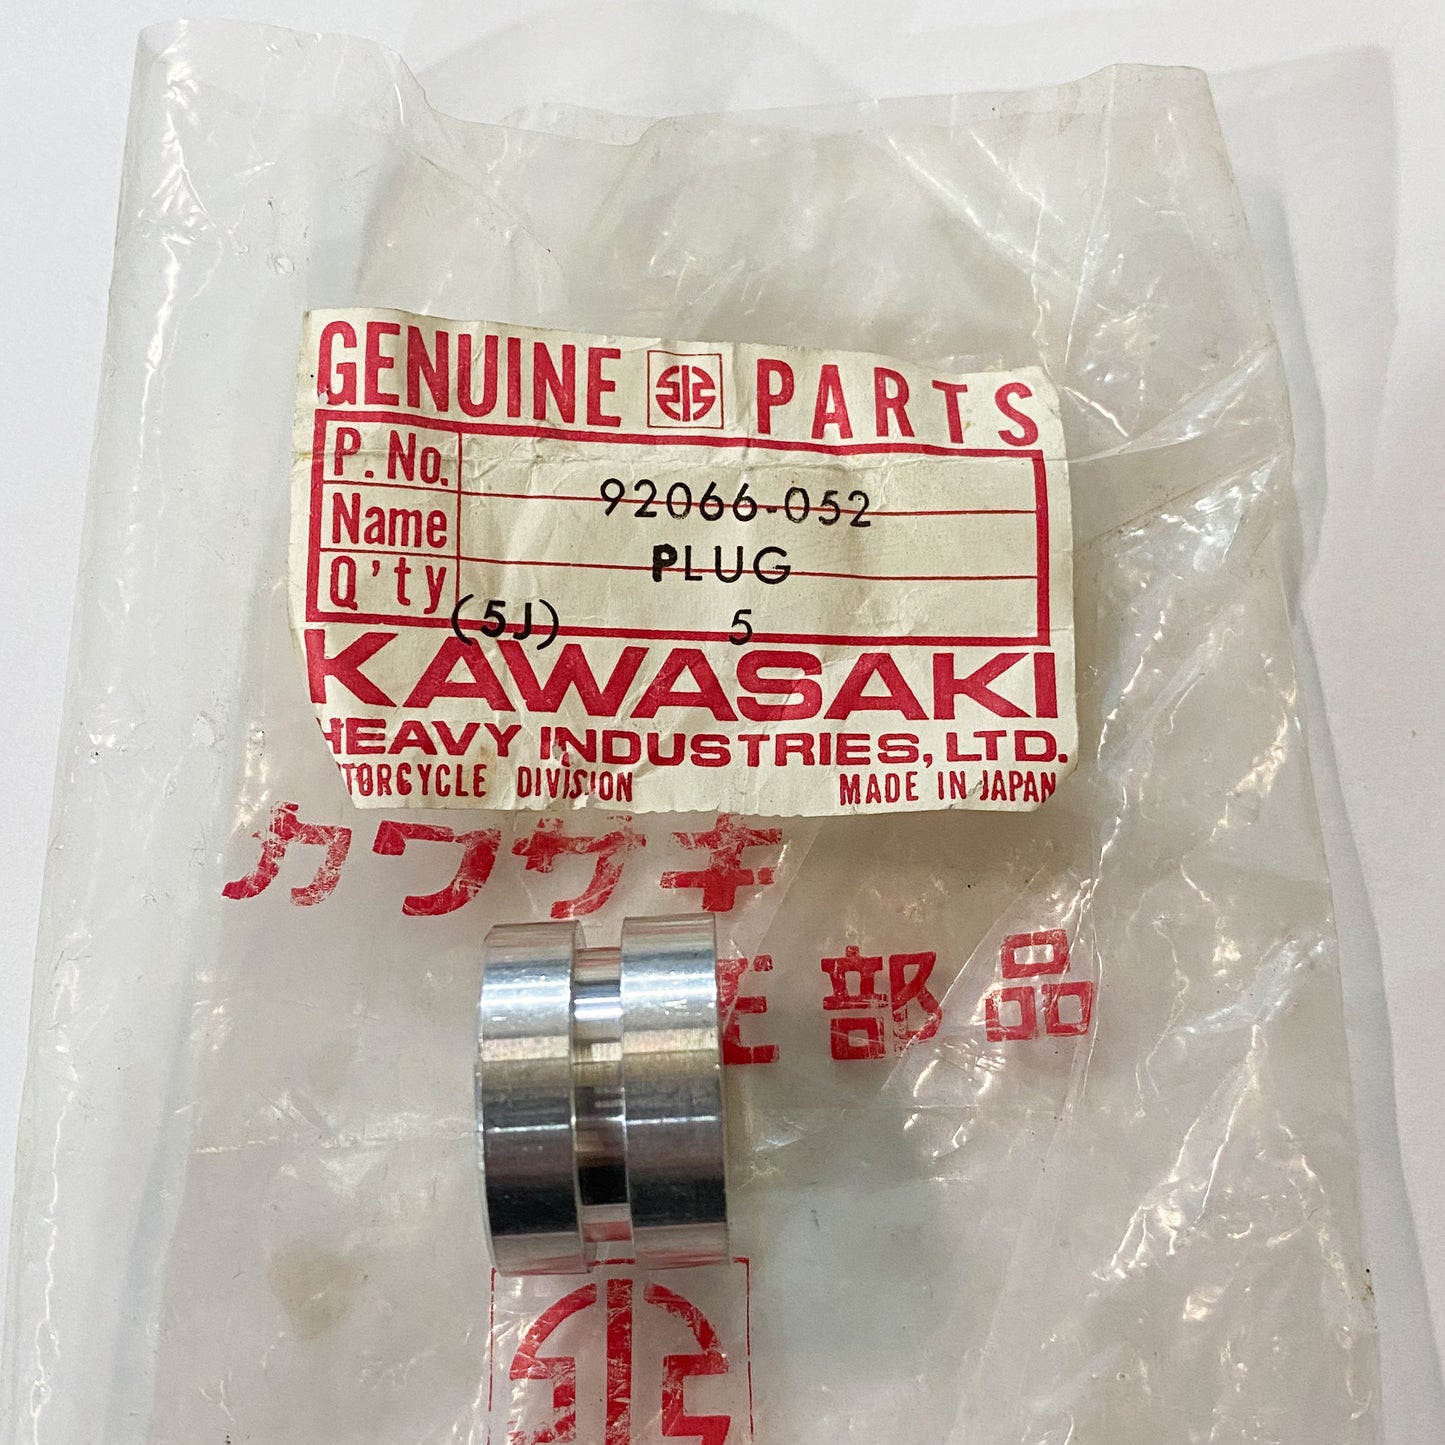 GENUINE PARTS
P. No. 92066-052
Name PLUG
Q'ty (5J) 5
KAWASAKI
HEAVY INDUSTRIES, LTD.
TORCYCLE DIVISION MADE IN JAPAN
カワサキ
部品